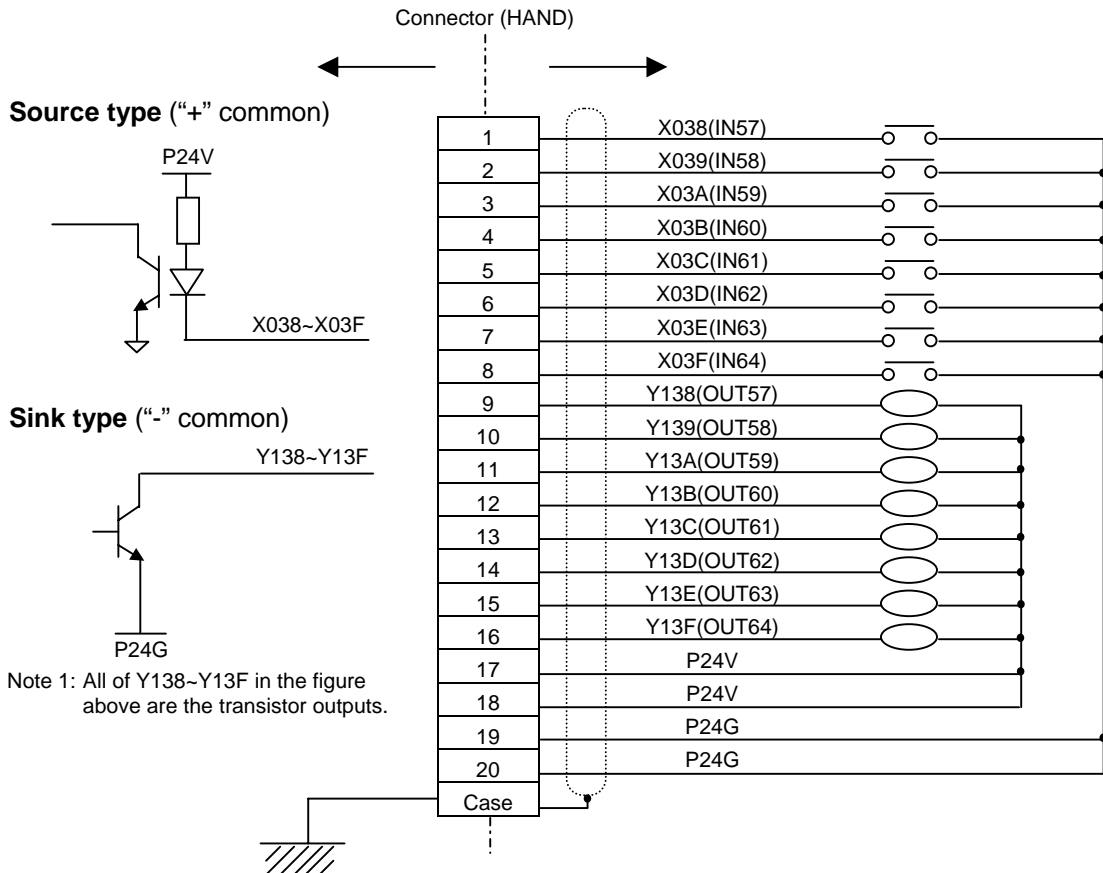 Connector (HAND)
Source type (“+” common)
P24V
X038~X03F
Sink type (“-” common)
Y138~Y13F
P24G
Note 1: All of Y138~Y13F in the figure
above are the transistor outputs.
1 X038(IN57)
2 X039(IN58)
3 X03A(IN59)
4 X03B(IN60)
5 X03C(IN61)
6 X03D(IN62)
7 X03E(IN63)
8 X03F(IN64)
9 Y138(OUT57)
10 Y139(OUT58)
11 Y13A(OUT59)
12 Y13B(OUT60)
13 Y13C(OUT61)
14 Y13D(OUT62)
15 Y13E(OUT63)
16 Y13F(OUT64)
17 P24V
18 P24V
19 P24G
20 P24G
Case